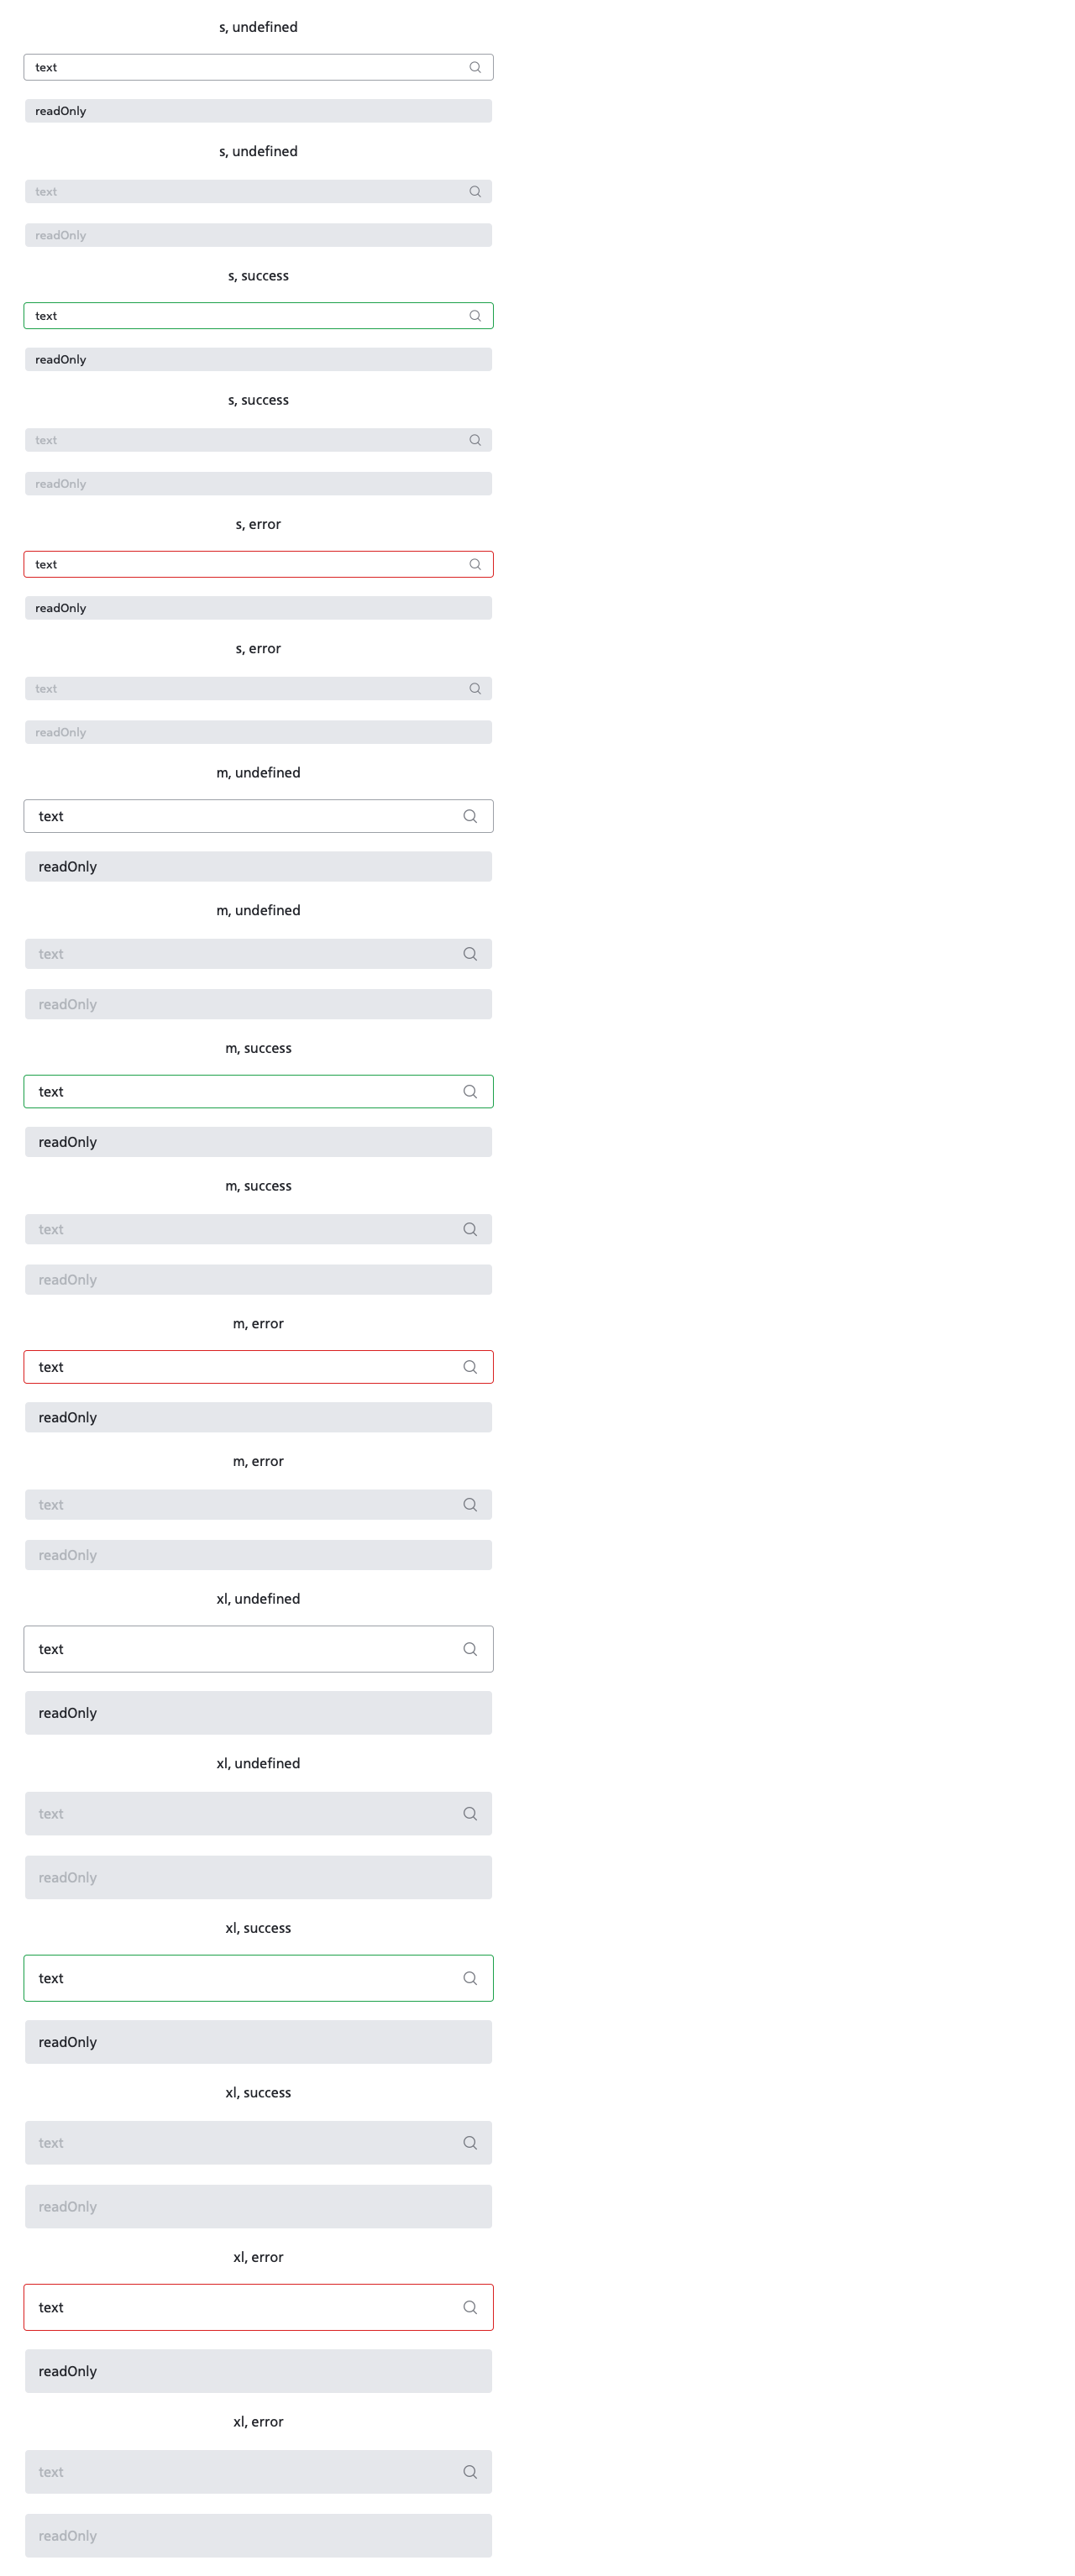 s, undefined
text
readOnly
s, undefined
text
readOnly
s, success
text
readOnly
s, success
text
readOnly
s, error
text
readOnly
s, error
text
readOnly
m, undefined
text
readOnly
m, undefined
text
readOnly
m, success
text
readOnly
m, success
text
readOnly
m, error
text
readOnly
m, error
text
readOnly
xl, undefined
text
readOnly
xl, undefined
text
readOnly
xl, success
text
readOnly
xl, success
text
readOnly
xl, error
text
readOnly
xl, error
text
readOnly